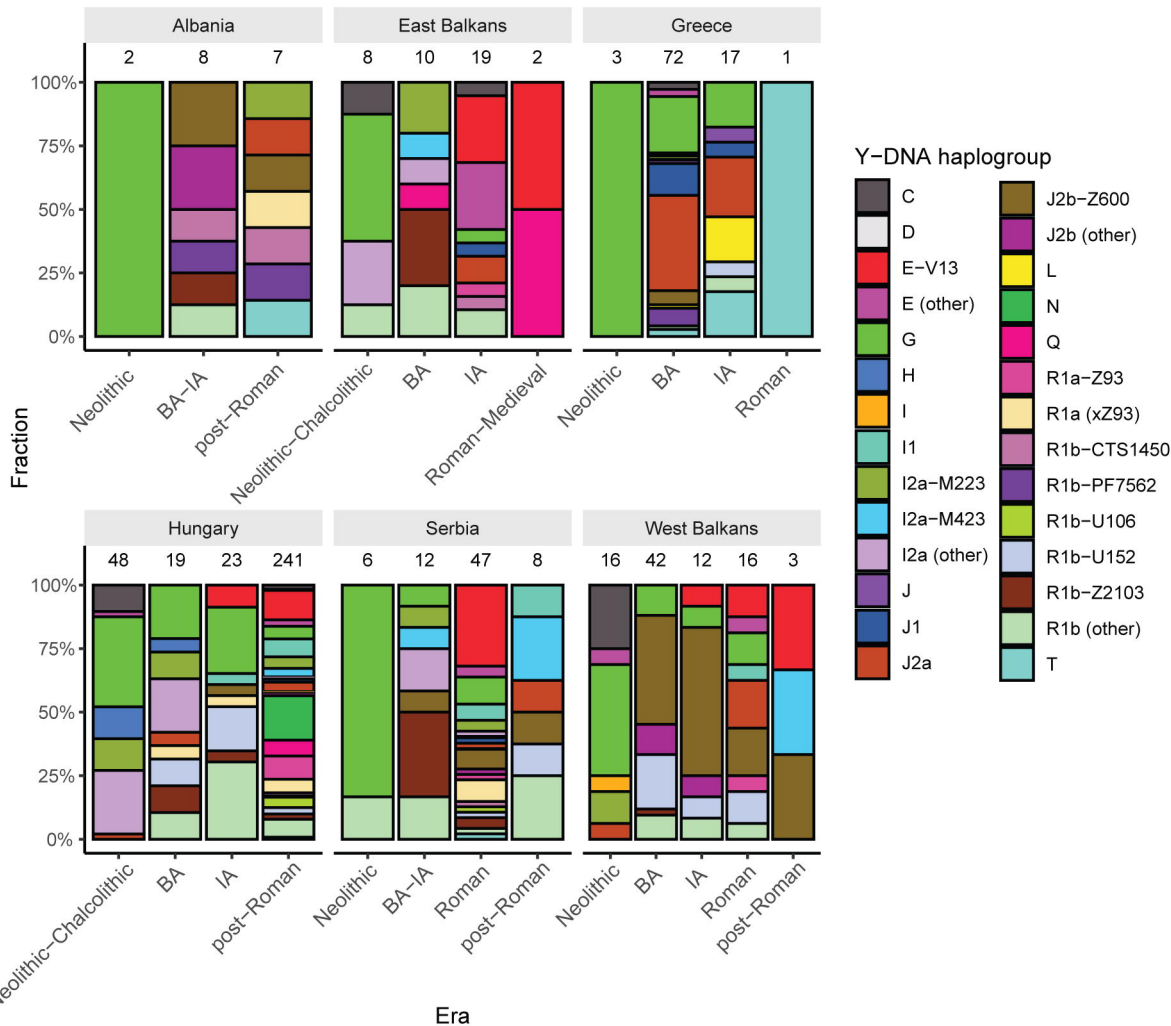 Albania
East Balkans
Greece
2 8 7
8 10 19 2
3 72 17 1
100%
75%
50%
25%
0%
Neolithic
BA−IA
post−Roman
Neolithic−Chalcolithic
BA
IA
Roman−Medieval
Neolithic
BA
IA
Roman
Fraction
Hungary
Serbia
West Balkans
48 19 23 241
6 12 47 8
16 42 12 16 3
100%
75%
50%
25%
0%
Neolithic−Chalcolithic
BA
IA
post−Roman
Neolithic
BA−IA
Roman
post−Roman
Neolithic
BA
IA
Roman
post−Roman
Era
Y−DNA haplogroup
C
D
E−V13
E (other)
G
H
I
I1
I2a−M223
I2a−M423
I2a (other)
J
J1
J2a
J2b−Z600
J2b (other)
L
N
Q
R1a−Z93
R1a (xZ93)
R1b−CTS1450
R1b−PF7562
R1b−U106
R1b−U152
R1b−Z2103
R1b (other)
T